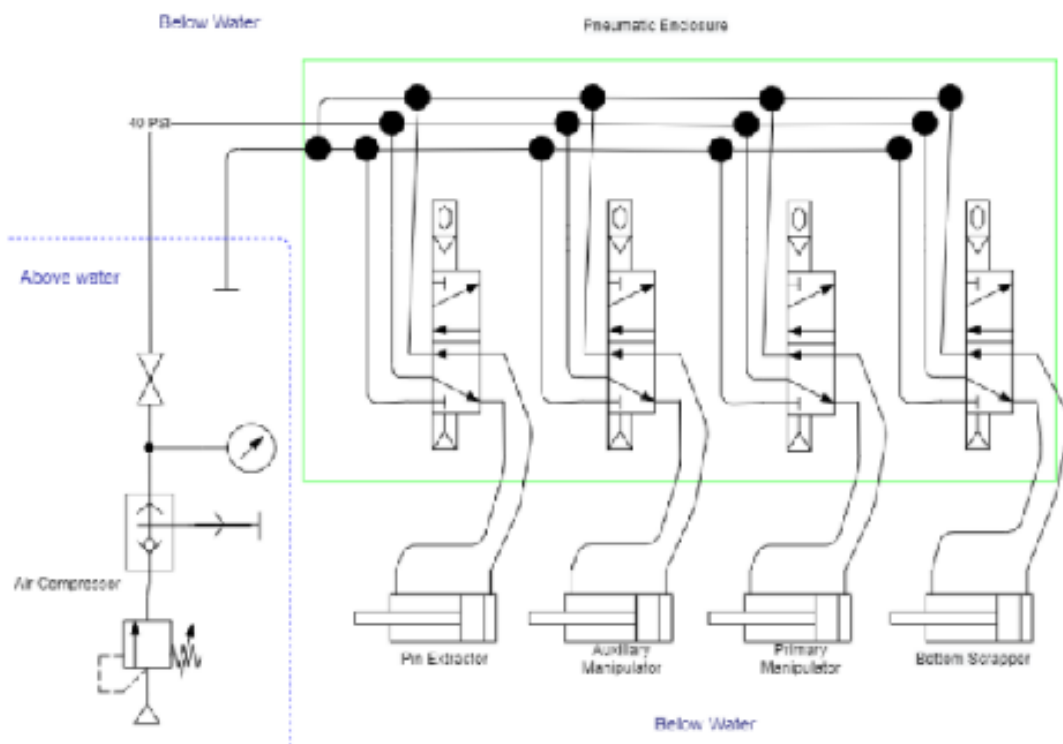 Below Water
Pneumatic Enclosure
40 PSI
Above water
Air Compressor
Pin Extractor
Auxiliary
Manipulator
Primary
Manipulator
Bottom Scrapper
Below Water